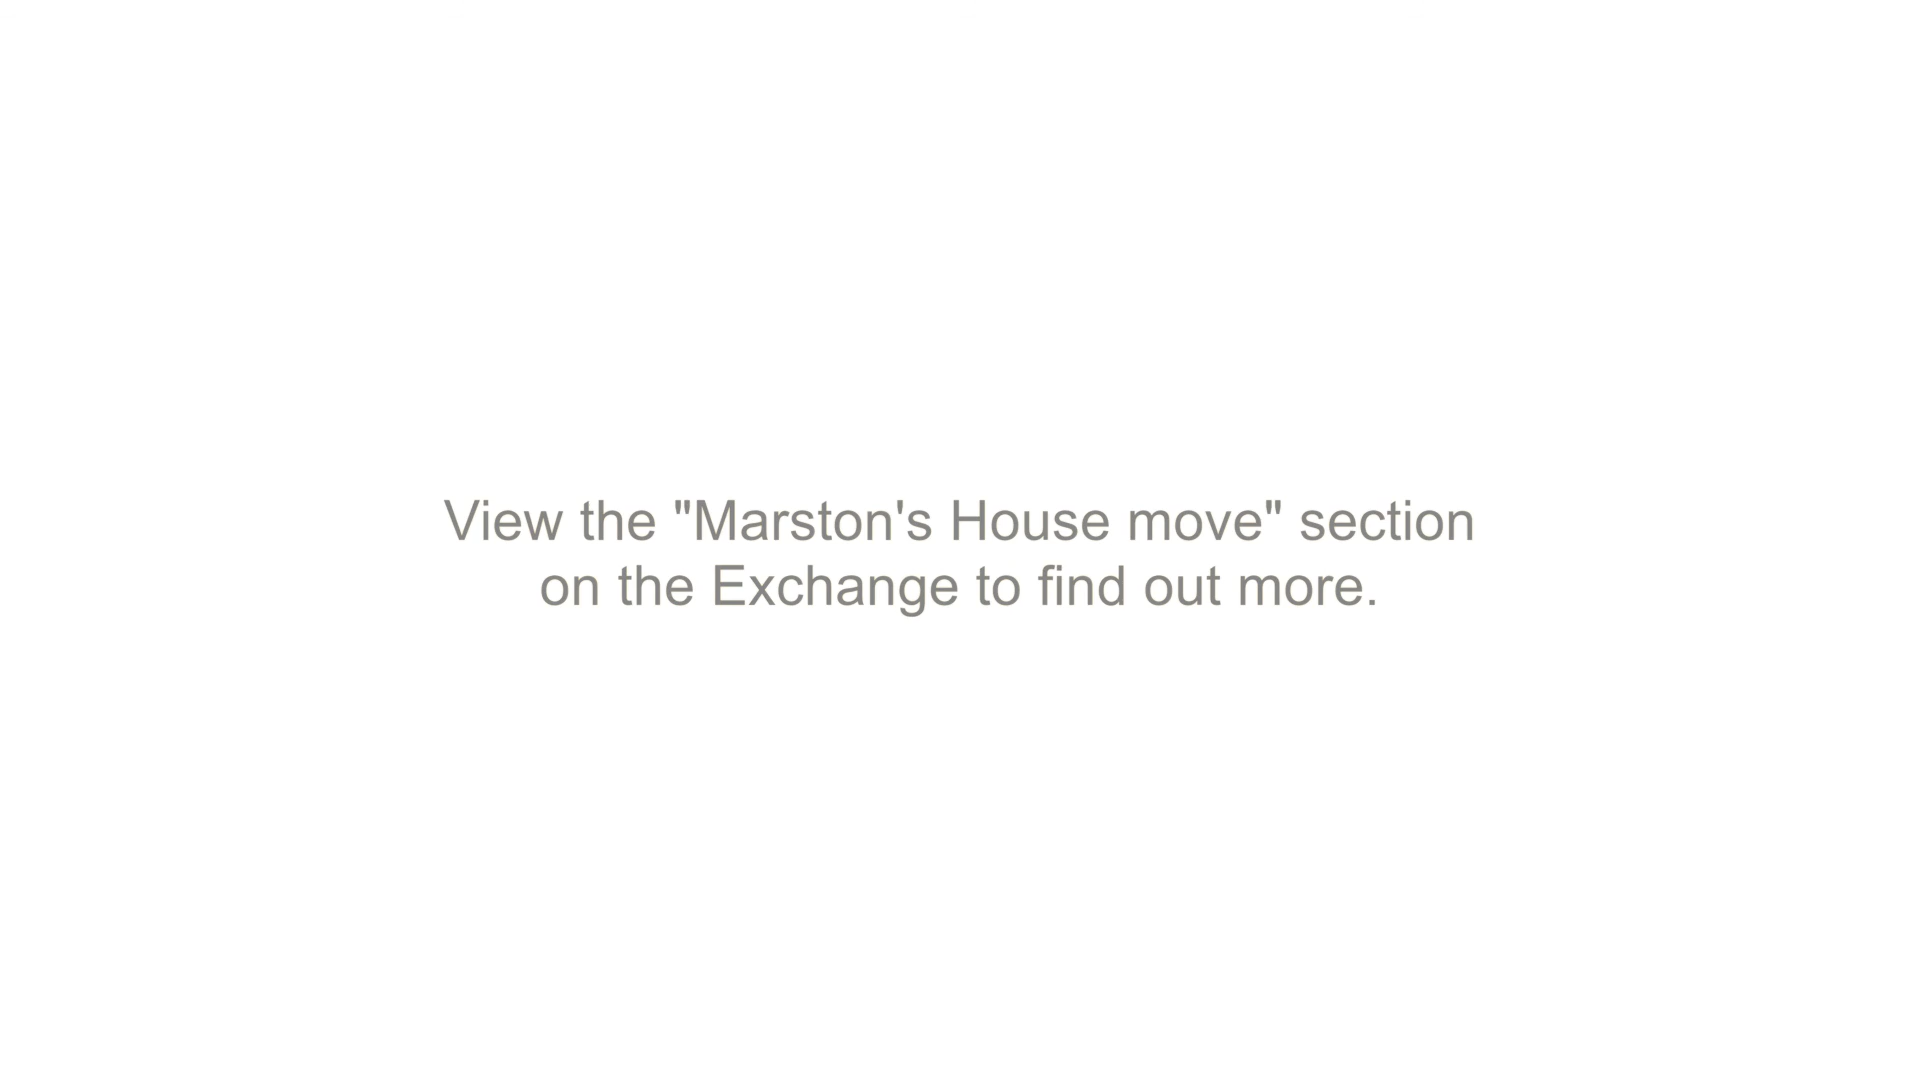 View the "Marston's House move" section
on the Exchange to find out more.